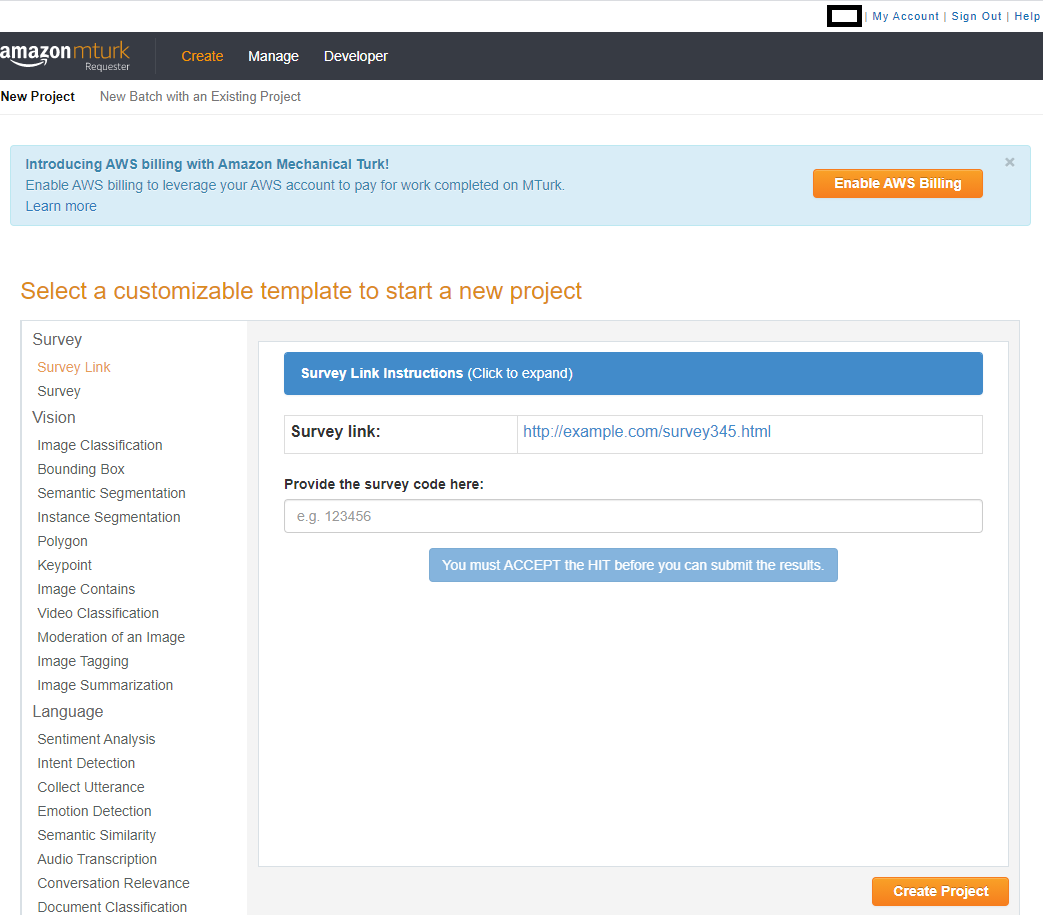 | My Account | Sign Out | Help
amazon mturk
Requester
Create Manage Developer
New Project New Batch with an Existing Project
Introducing AWS billing with Amazon Mechanical Turk!
Enable AWS billing to leverage your AWS account to pay for work completed on MTurk.
Learn more
Enable AWS Billing
×
Select a customizable template to start a new project
Survey
Survey Link
Survey
Vision
Image Classification
Bounding Box
Semantic Segmentation
Instance Segmentation
Polygon
Keypoint
Image Contains
Video Classification
Moderation of an Image
Image Tagging
Image Summarization
Language
Sentiment Analysis
Intent Detection
Collect Utterance
Emotion Detection
Semantic Similarity
Audio Transcription
Conversation Relevance
Document Classification
Survey Link Instructions (Click to expand)
Survey link: http://example.com/survey345.html
Provide the survey code here:
e.g. 123456
You must ACCEPT the HIT before you can submit the results.
Create Project